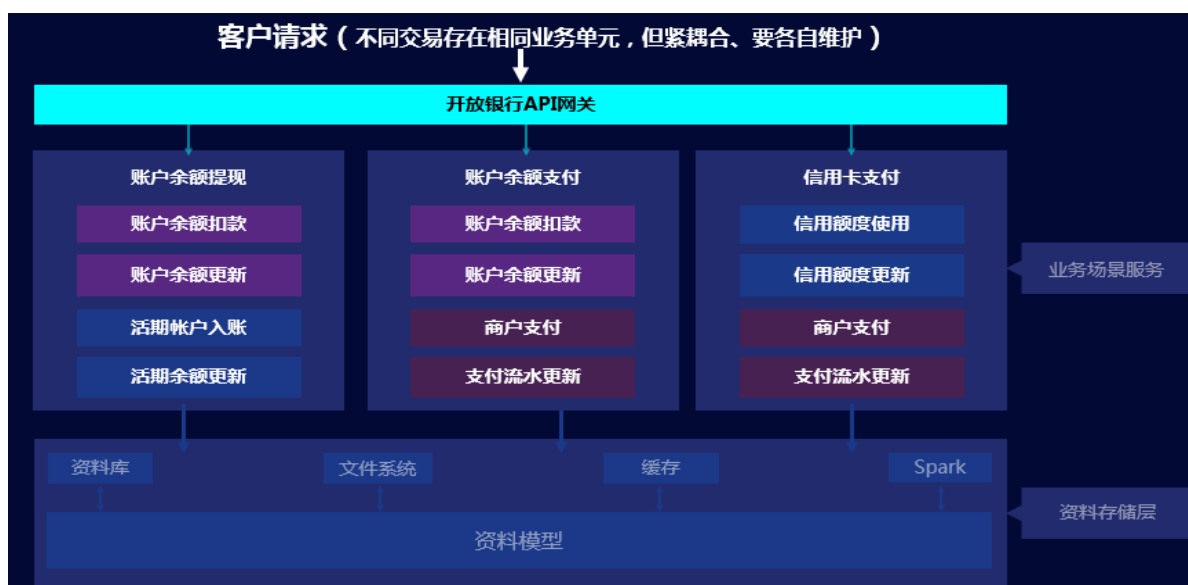 客户请求（不同交易存在相同业务单元，但紧耦合、要各自维护）
开放银行API网关
账户余额提现
账户余额扣款
账户余额更新
活期帐户入账
活期余额更新
账户余额支付
账户余额扣款
账户余额更新
商户支付
支付流水更新
信用卡支付
信用额度使用
信用额度更新
商户支付
支付流水更新
业务场景服务
资料库
文件系统
缓存
Spark
资料模型
资料存储层